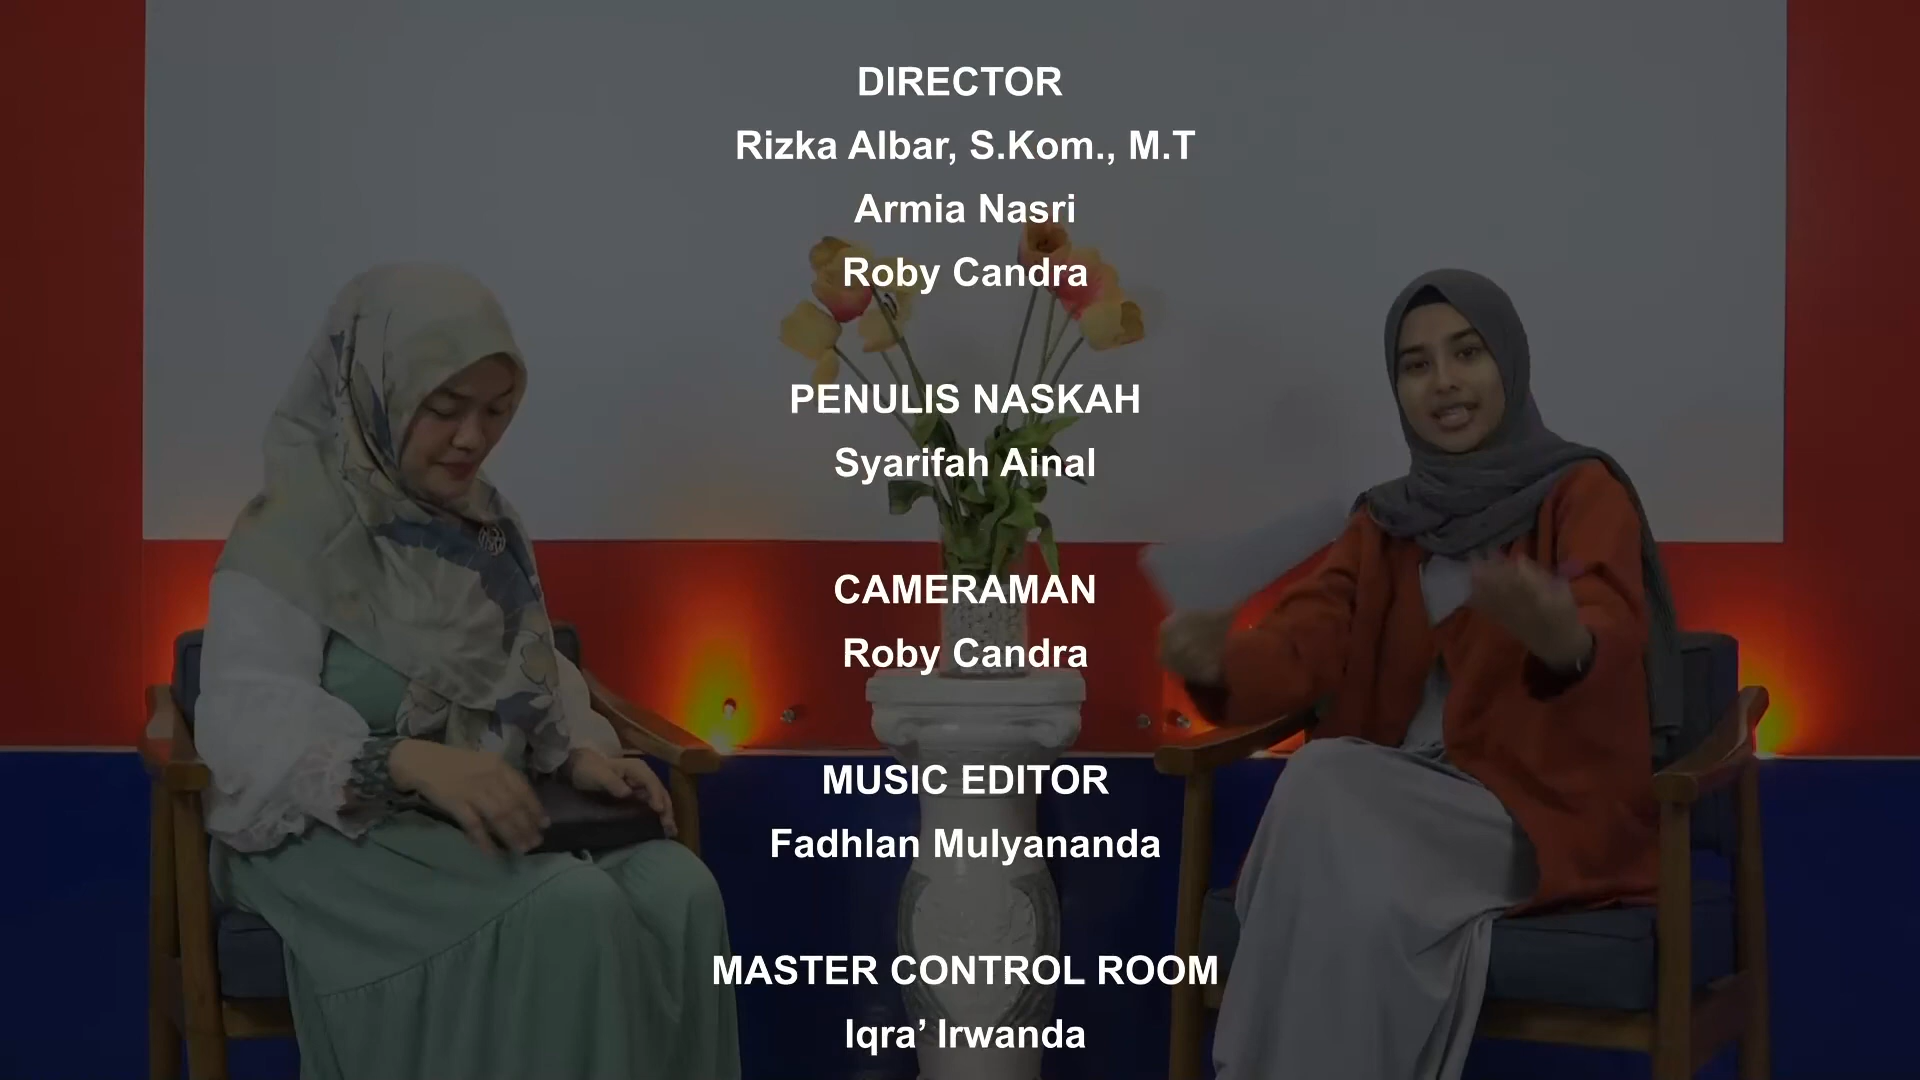 DIRECTOR
Rizka Albar, S.Kom., M.T
Armia Nasri
Roby Candra
PENULIS NASKAH
Syarifah Ainal
CAMERAMAN
Roby Candra
MUSIC EDITOR
Fadhlan Mulyananda
MASTER CONTROL ROOM
Iqra’ Irwanda